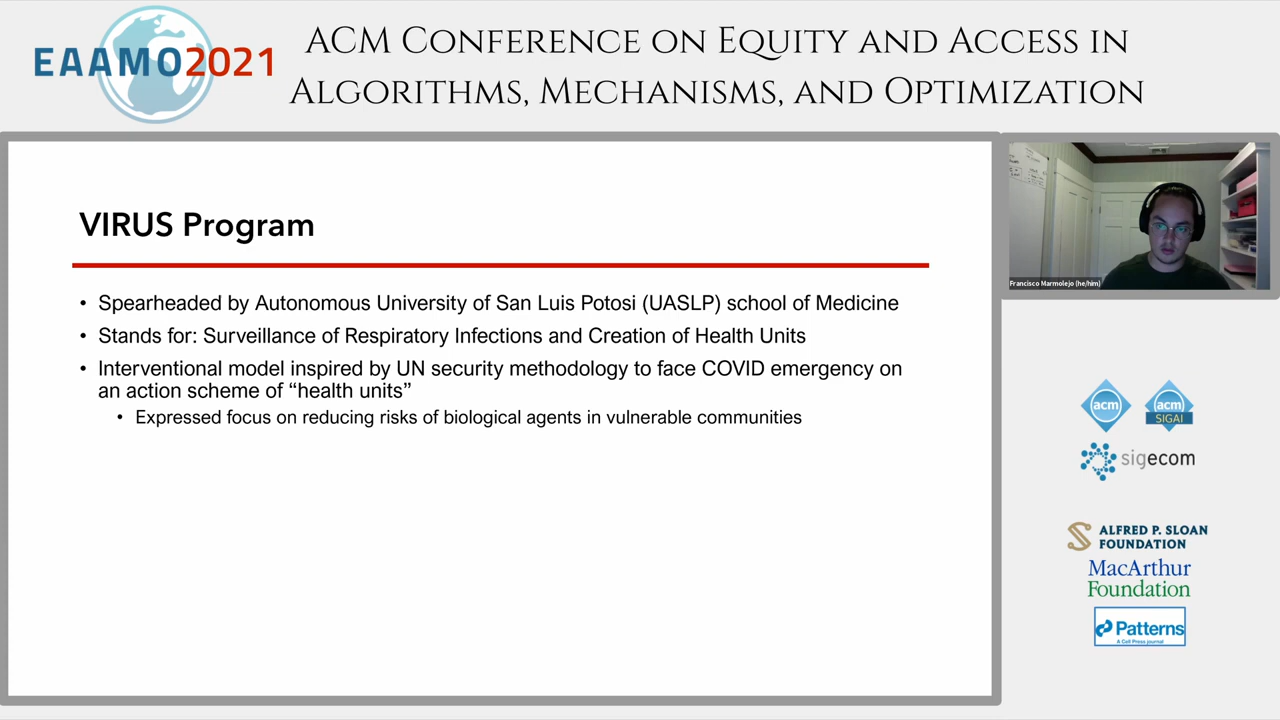 EAAMO2021
ACM Conference on Equity and Access in
Algorithms, Mechanisms, and Optimization
VIRUS Program
• Spearheaded by Autonomous University of San Luis Potosi (UASLP) school of Medicine
• Stands for: Surveillance of Respiratory Infections and Creation of Health Units
• Interventional model inspired by UN security methodology to face COVID emergency on
an action scheme of “health units”
• Expressed focus on reducing risks of biological agents in vulnerable communities
Francisco Marmolejo (he/him)
acm
acm
SIGAI
sigecom
ALFRED P. SLOAN
FOUNDATION
MacArthur
Foundation
Patterns
A Cell Press journal